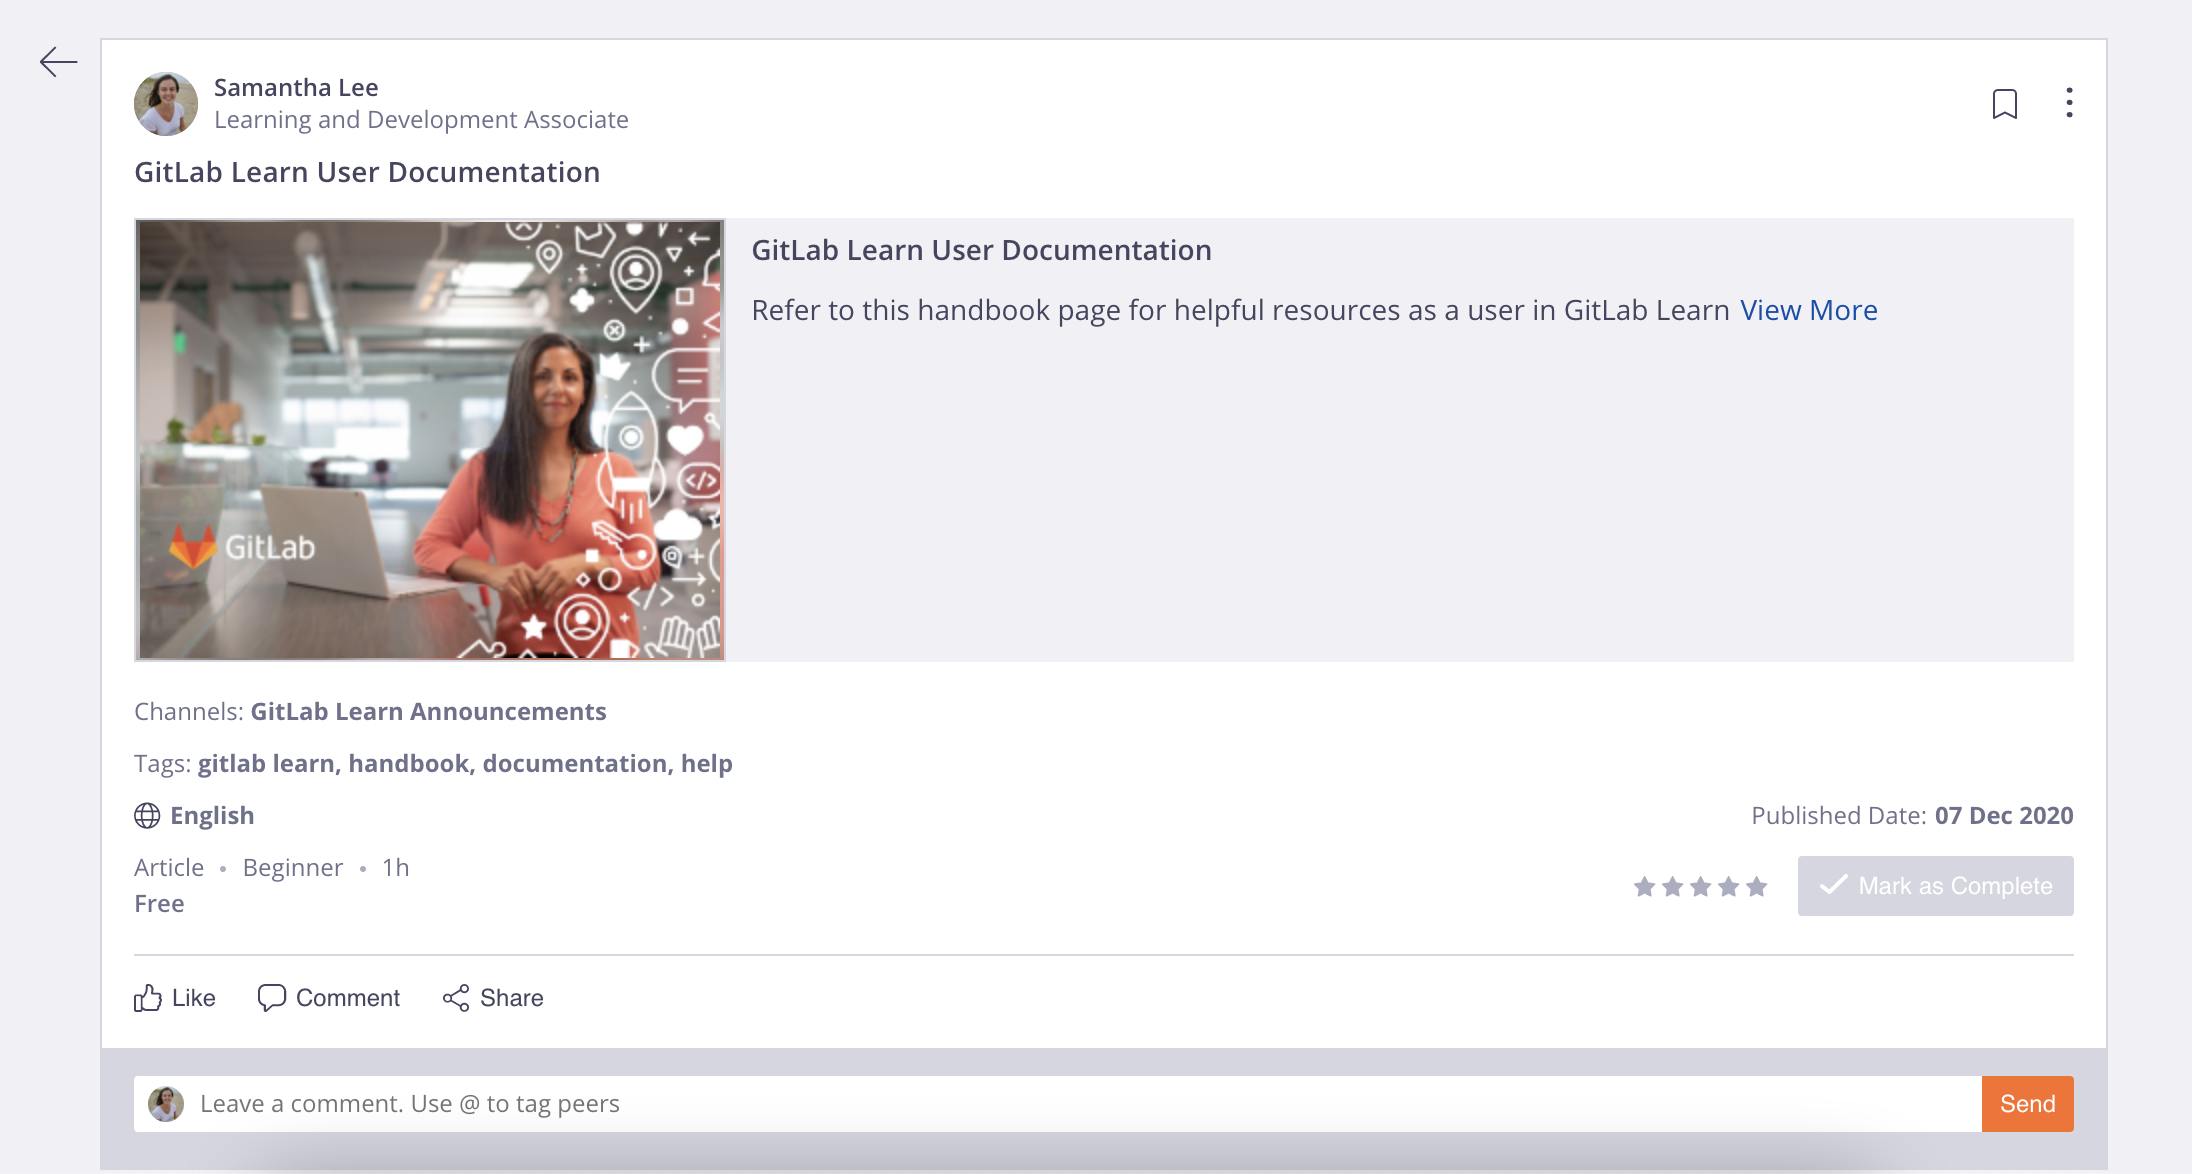 Samantha Lee
Learning and Development Associate
GitLab Learn User Documentation
GitLab
</>
</>
GitLab Learn User Documentation
Refer to this handbook page for helpful resources as a user in GitLab Learn View More
Channels: GitLab Learn Announcements
Tags: gitlab learn, handbook, documentation, help
English
Published Date: 07 Dec 2020
Article • Beginner • 1h
Free
Mark as Complete
Like
Comment
Share
Leave a comment. Use @ to tag peers
Send